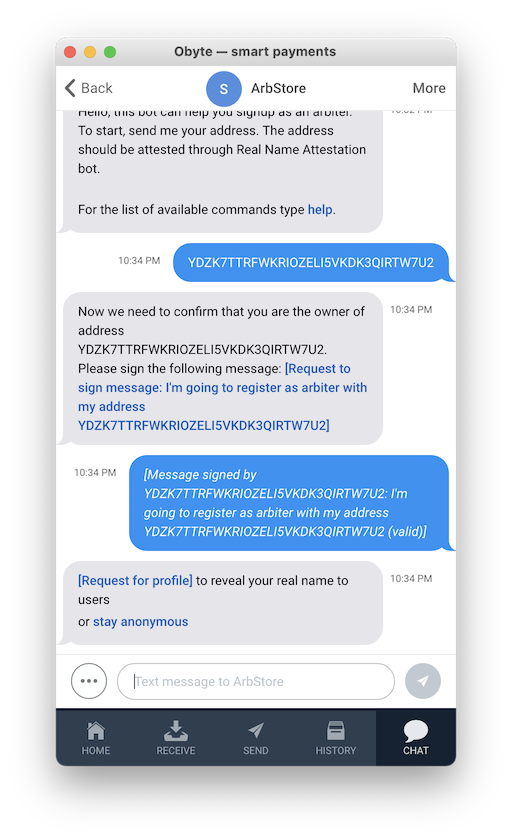 Obyte — smart payments
Back
S
ArbStore
More
Hello, this bot can help you signup as an arbiter.
To start, send me your address. The address
should be attested through Real Name Attestation
bot.
For the list of available commands type help.
10:34 PM
YDZK7TTRFWKRIOZELI5VKDK3QIRTW7U2
Now we need to confirm that you are the owner of
address
YDZK7TTRFWKRIOZELI5VKDK3QIRTW7U2.
Please sign the following message: [Request to
sign message: I'm going to register as arbiter with
my address
YDZK7TTRFWKRIOZELI5VKDK3QIRTW7U2]
10:34 PM
10:34 PM
[Message signed by
YDZK7TTRFWKRIOZELI5VKDK3QIRTW7U2: I'm
going to register as arbiter with my address
YDZK7TTRFWKRIOZELI5VKDK3QIRTW7U2 (valid)]
[Request for profile] to reveal your real name to
users
or stay anonymous
10:34 PM
Text message to ArbStore
HOME
RECEIVE
SEND
HISTORY
CHAT